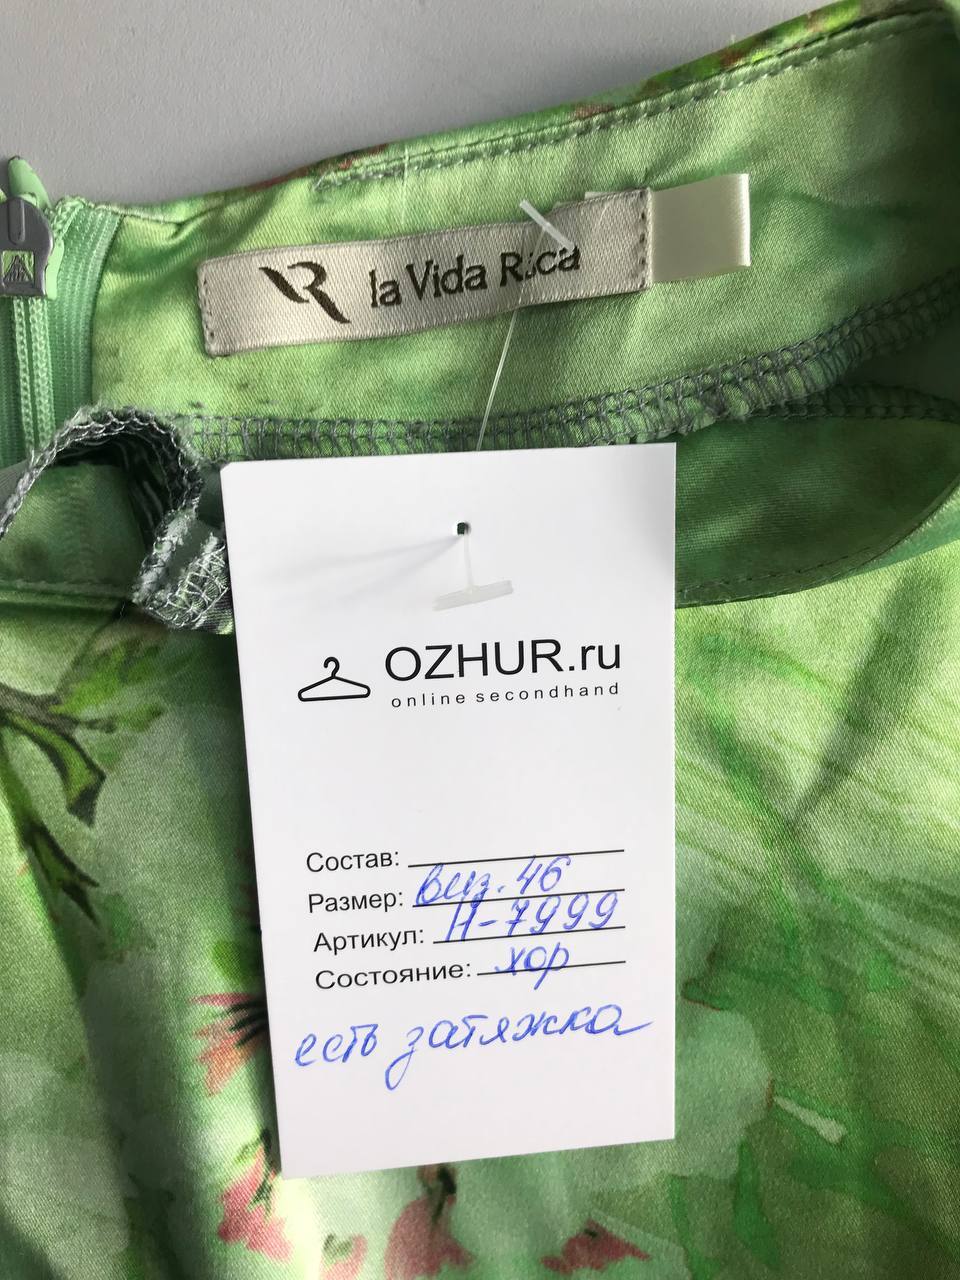 la Vida Rica
OZHUR.ru
online secondhand
Состав:
Размер: виз. 46
Артикул: Н-7999
Состояние: хор
есть затяжка